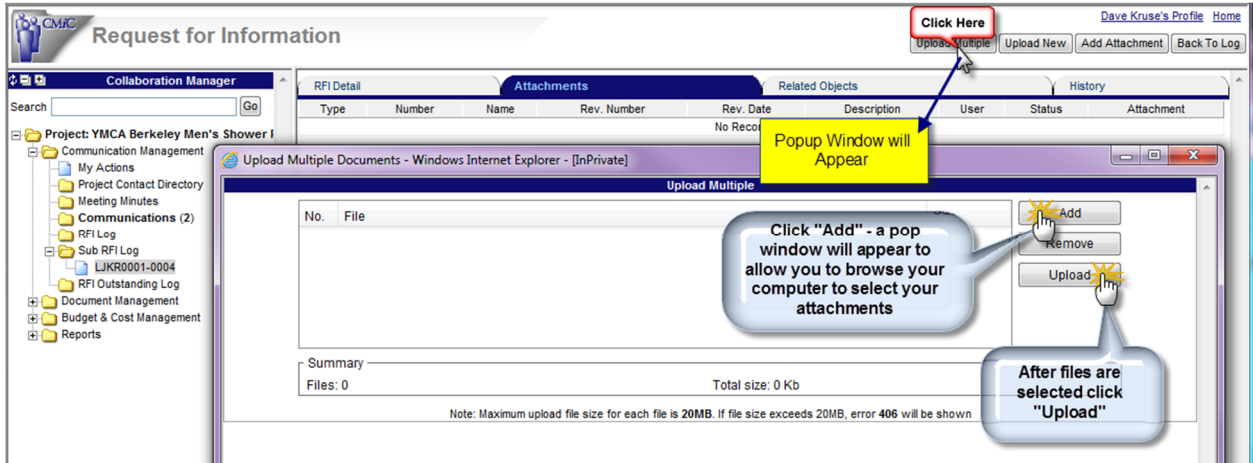 CMiC
Request for Information
Click Here
Dave Kruse's Profile Home
Upload Multiple Upload New Add Attachment Back To Log
Collaboration Manager
Search Go
Project: YMCA Berkeley Men's Shower
Communication Management
My Actions
Project Contact Directory
Meeting Minutes
Communications (2)
RFI Log
Sub RFI Log
LJKR0001-0004
RFI Outstanding Log
Document Management
Budget & Cost Management
Reports
RFI Detail Attachments Related Objects History
Type Number Name Rev. Number Rev. Date Description User Status Attachment
No Reco
Popup Window will
Appear
Upload Multiple Documents - Windows Internet Explorer - [InPrivate]
Upload Multiple
No. File
Add
Remove
Upload
Click "Add" - a pop
window will appear to
allow you to browse your
computer to select your
attachments
After files are
selected click
"Upload"
Summary
Files: 0 Total size: 0 Kb
Note: Maximum upload file size for each file is 20MB. If file size exceeds 20MB, error 406 will be shown